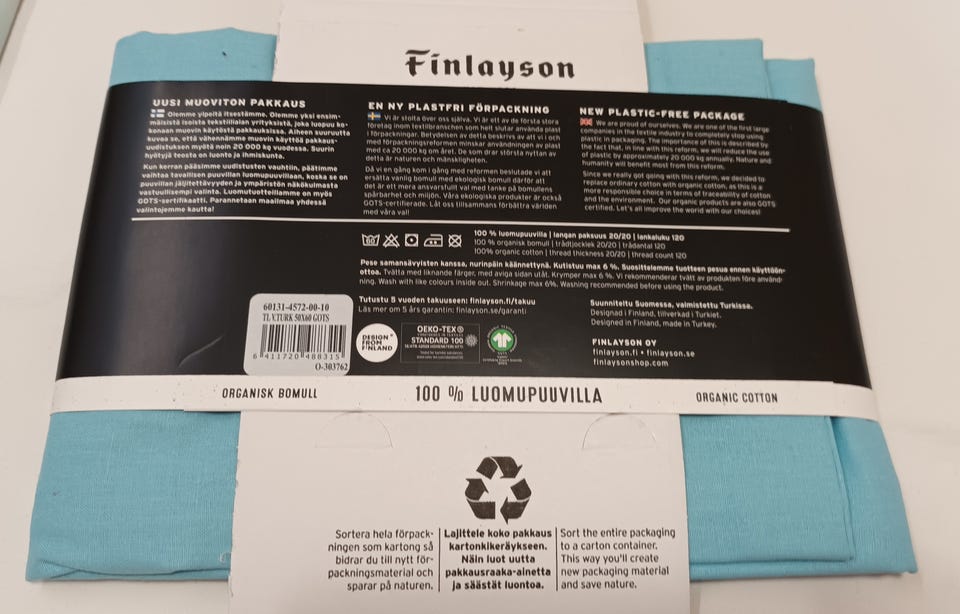 Finlayson
UUSI MUOVITON PAKKAUS
Olemme ylpeitä itsestämme. Olemme yksi ensim-
mäisistä isoista tekstiilialan yrityksistä, joka luopuu ko-
konaan muovin käytöstä pakkauksissa. Aiheen suuruutta
kuvaa se, että vähennämme muovin käyttöä pakkaus-
uudistuksen myötä noin 20 000 kg vuodessa. Suurin
hyötyjä teosta on luonto ja ihmiskunta.
Kun kerran pääsimme uudistusten vauhtiin, päätimme
vaihtaa tavallisen puuvillan luomupuuvillaan, koska se on
puuvillan jäljitettävyyden ja ympäristön näkökulmasta
vastuullisempi valinta. Luomutuotteillamme on myös
GOTS-sertifikaatti. Parannetaan maailmaa yhdessä
valintojemme kautta!
EN NY PLASTFRI FÖRPACKNING
Vi är stolta över oss själva. Vi är ett av de första stora
företag inom textilbranschen som helt slutar använda plast
i förpackningar. Betydelsen av detta beskrivs av att vi i och
med förpackningsreformen minskar användningen av plast
med ca 20 000 kg om året. De som drar största nyttan av
detta är naturen och mänskligheten.
Då vi en gång kom i gång med reformen beslutade vi att
ersätta vanlig bomull med ekologisk bomull därför att
det är ett mera ansvarsfullt val med tanke på bomullens
spårbarhet och miljön. Våra ekologiska produkter är också
GOTS-certifierade. Låt oss tillsammans förbättra världen
med våra val!
NEW PLASTIC-FREE PACKAGE
We are proud of ourselves. We are one of the first large
companies in the textile industry to completely stop using
plastic in packaging. The importance of this is described by
the fact that, in line with this reform, we will reduce the use
of plastic by approximately 20 000 kg annually. Nature and
humanity will benefit most from this reform.
Since we really got going with this reform, we decided to
replace ordinary cotton with organic cotton, as this is a
more responsible choice in terms of traceability of cotton
and the environment. Our organic products are also GOTS
certified. Let's all improve the world with our choices!
100 % luomupuuvilla | langan paksuus 20/20 | lankaluku 120
100 % organisk bomull | trådtjocklek 20/20 | trådantal 120
100% organic cotton | thread thickness 20/20 | thread count 120
Pese samansävyisten kanssa, nurinpäin käännettynä. Kutistuu max 6 %. Suosittelemme tuotteen pesua ennen käyttöön-
ottoa. Tvätta med liknande färger, med aviga sidan utåt. Krymper max 6 %. Vi rekommenderar tvätt av produkten före använd-
ning. Wash with like colours inside out. Shrinkage max 6%. Washing recommended before using the product.
60131-4572-00-10
TL VTURK 50X60 GOTS
6 411720 488315
O-303762
Tutustu 5 vuoden takuuseen: finlayson.fi/takuu
Läs mer om 5 års garanti: finlayson.se/garanti
DESIGN
FROM
FINLAND
OEKO-TEX®
STANDARD 100
Suunniteltu Suomessa, valmistettu Turkissa.
Designad i Finland, tillverkad i Turkiet.
Designed in Finland, made in Turkey.
FINLAYSON OY
finlayson.fi • finlayson.se
finlaysonshop.com
ORGANISK BOMULL
100 % LUOMUPUUVILLA
ORGANIC COTTON
Sortera hela förpack-
ningen som kartong så
bidrar du till nytt för-
packningsmaterial och
sparar på naturen.
Lajittele koko pakkaus
kartonkikeräykseen.
Näin luot uutta
pakkausraaka-ainetta
ja säästät luontoa.
Sort the entire packaging
to a carton container.
This way you'll create
new packaging material
and save nature.